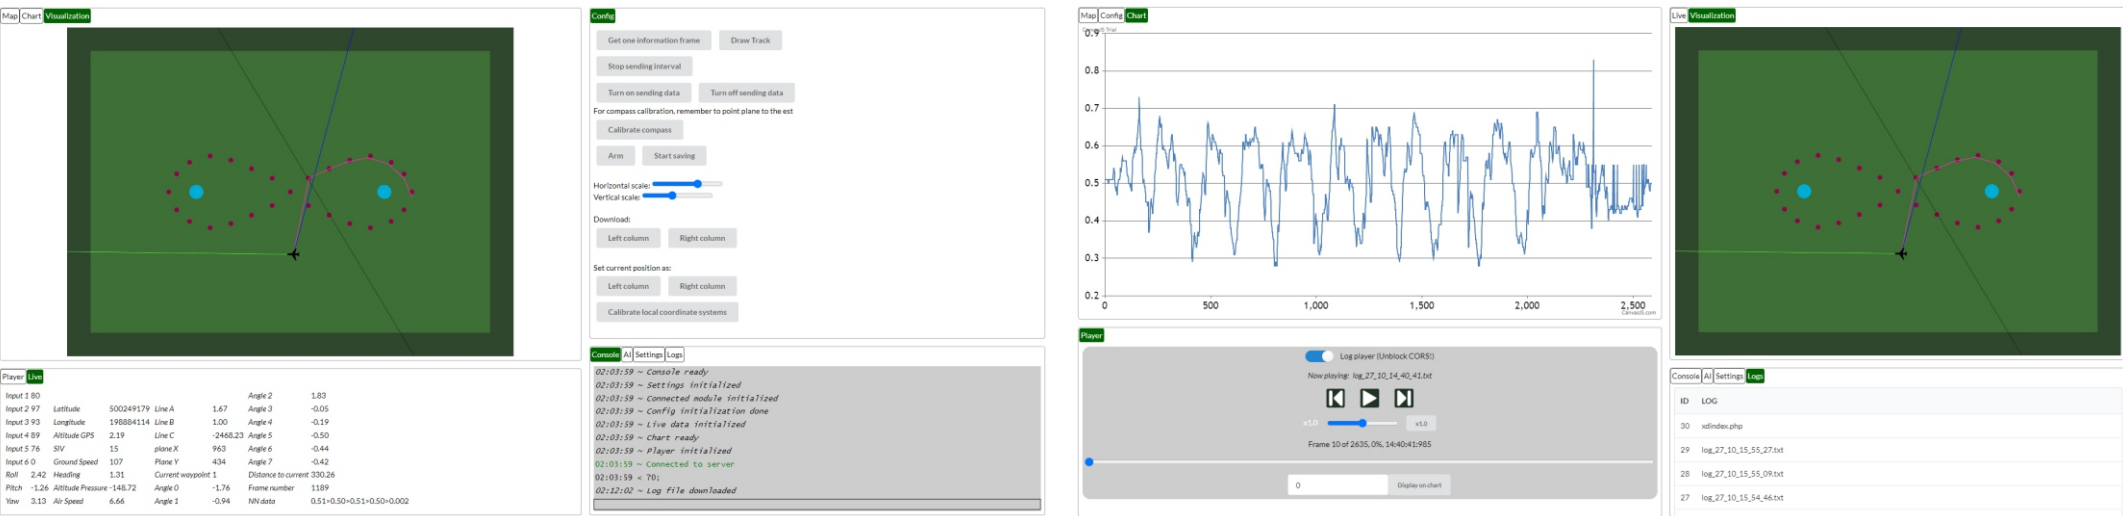 Map Chart Visualization
Player Live
Input 1 80 Angle 2 1.83
Input 2 97 Latitude 500249179 Line A 1.67 Angle 3 -0.05
Input 3 93 Longitude 198884114 Line B 1.00 Angle 4 -0.19
Input 4 89 Altitude GPS 2.19 Line C -2468.23 Angle 5 -0.50
Input 5 76 SIV 15 plane X 963 Angle 6 -0.44
Input 6 0 Ground Speed 107 Plane Y 434 Angle 7 -0.42
Roll 2.42 Heading 1.31 Current waypoint 1 Distance to current 330.26
Pitch -1.26 Altitude Pressure -148.72 Angle 0 -1.76 Frame number 1189
Yaw 3.13 Air Speed 6.66 Angle 1 -0.94 NN data 0.51>0.50>0.51>0.50>0.002
Config
Get one information frame Draw Track
Stop sending interval
Turn on sending data Turn off sending data
For compass calibration, remember to point plane to the est
Calibrate compass
Arm Start saving
Horizontal scale:
Vertical scale:
Download:
Left column Right column
Set current position as:
Left column Right column
Calibrate local coordinate systems
Console AI Settings Logs
02:03:59 ~ Console ready
02:03:59 ~ Settings initialized
02:03:59 ~ Connected module initialized
02:03:59 ~ Config initialization done
02:03:59 ~ Live data initialized
02:03:59 ~ Chart ready
02:03:59 ~ Player initialized
02:03:59 ~ Connected to server
02:03:59 < 70;
02:12:02 ~ Log file downloaded
Map Config Chart
Trial
0.9
0.8
0.7
0.6
0.5
0.4
0.3
0.2
0 500 1,000 1,500 2,000 2,500
CanvasJS.com
Player
Log player (Unblock CORS!)
Now playing: log_27_10_14_40_41.txt
x1.0 x1.0
Frame 10 of 2635, 0%, 14:40:41:985
0 Display on chart
Live Visualization
Console AI Settings Logs
ID LOG
30 xdindex.php
29 log_27_10_15_55_27.txt
28 log_27_10_15_55_09.txt
27 log_27_10_15_54_46.txt